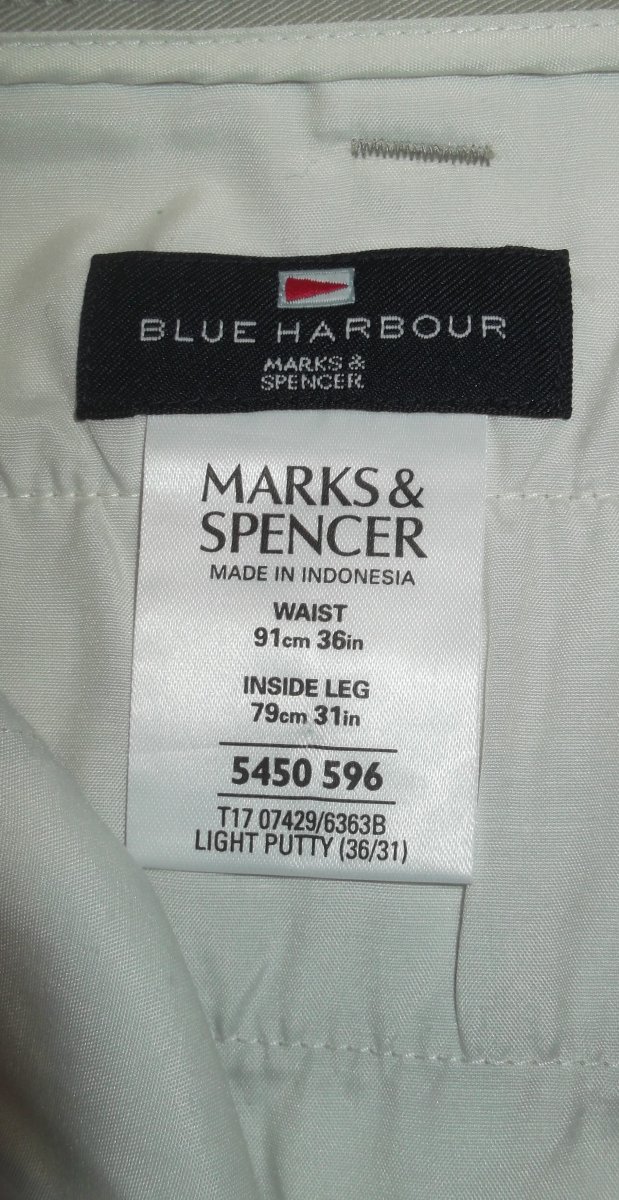 BLUE HARBOUR
MARKS &
SPENCER
MARKS &
SPENCER
MADE IN INDONESIA
WAIST
91cm 36in
INSIDE LEG
79cm 31in
5450 596
T17 07429/6363B
LIGHT PUTTY (36/31)